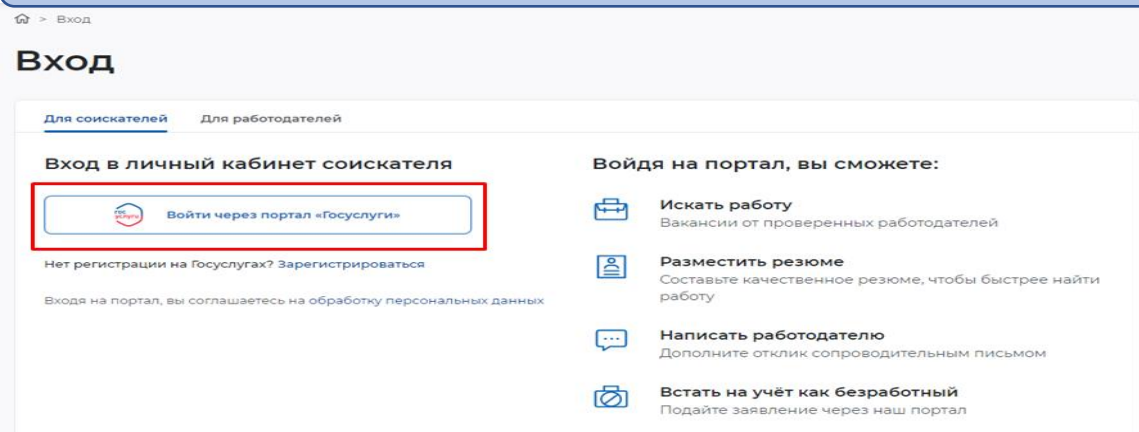 > Вход
Вход
Для соискателей Для работодателей
Вход в личный кабинет соискателя
госуслуги Войти через портал «Госуслуги»
Нет регистрации на Госуслугах? Зарегистрироваться
Входя на портал, вы соглашаетесь на обработку персональных данных
Войдя на портал, вы сможете:
Искать работу
Вакансии от проверенных работодателей
Разместить резюме
Составьте качественное резюме, чтобы быстрее найти
работу
Написать работодателю
Дополните отклик сопроводительным письмом
Встать на учёт как безработный
Подайте заявление через наш портал